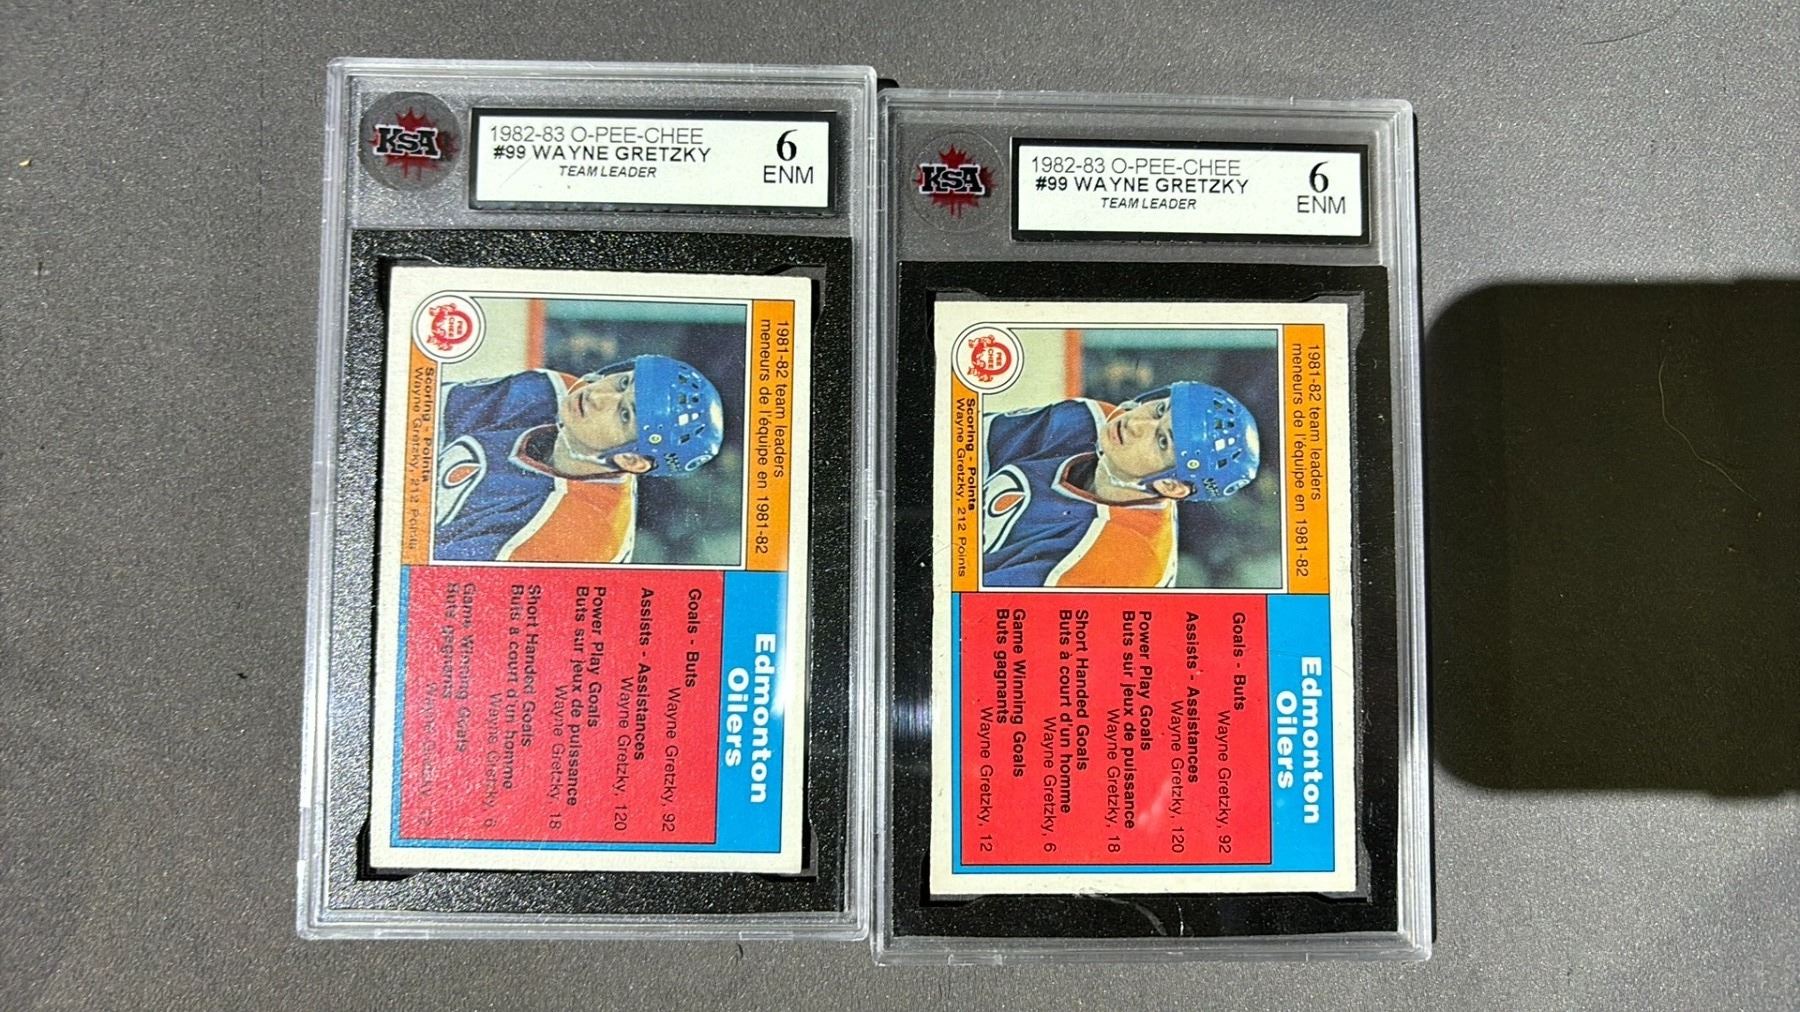 KSA
1982-83 O-PEE-CHEE
#99 WAYNE GRETZKY
TEAM LEADER
6
ENM
1981-82 team leaders
meneurs de l'équipe en 1981-82
O
PEE
CHEE
Scoring - Points
Wayne Gretzky, 212 Points
Edmonton
Oilers
Goals - Buts
Wayne Gretzky, 92
Assists - Assistances
Wayne Gretzky, 120
Power Play Goals
Buts sur jeux de puissance
Wayne Gretzky, 18
Short Handed Goals
Buts à court d'un homme
Wayne Gretzky, 6
Game Winning Goals
Buts gagnants
Wayne Gretzky, 12
KSA
1982-83 O-PEE-CHEE
#99 WAYNE GRETZKY
TEAM LEADER
6
ENM
1981-82 team leaders
meneurs de l'équipe en 1981-82
O
PEE
CHEE
Scoring - Points
Wayne Gretzky, 212 Points
Edmonton
Oilers
Goals - Buts
Wayne Gretzky, 92
Assists - Assistances
Wayne Gretzky, 120
Power Play Goals
Buts sur jeux de puissance
Wayne Gretzky, 18
Short Handed Goals
Buts à court d'un homme
Wayne Gretzky, 6
Game Winning Goals
Buts gagnants
Wayne Gretzky, 12